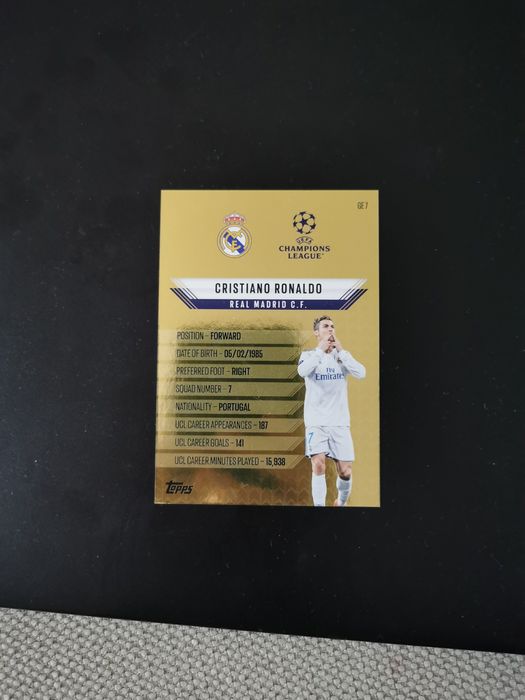 GE7
UEFA
CHAMPIONS
LEAGUE
CRISTIANO RONALDO
REAL MADRID C.F.
POSITION – FORWARD
DATE OF BIRTH – 05/02/1985
PREFERRED FOOT – RIGHT
SQUAD NUMBER – 7
NATIONALITY – PORTUGAL
UCL CAREER APPEARANCES – 187
UCL CAREER GOALS – 141
UCL CAREER MINUTES PLAYED – 15,938
Fly
Emirates
7
Topps